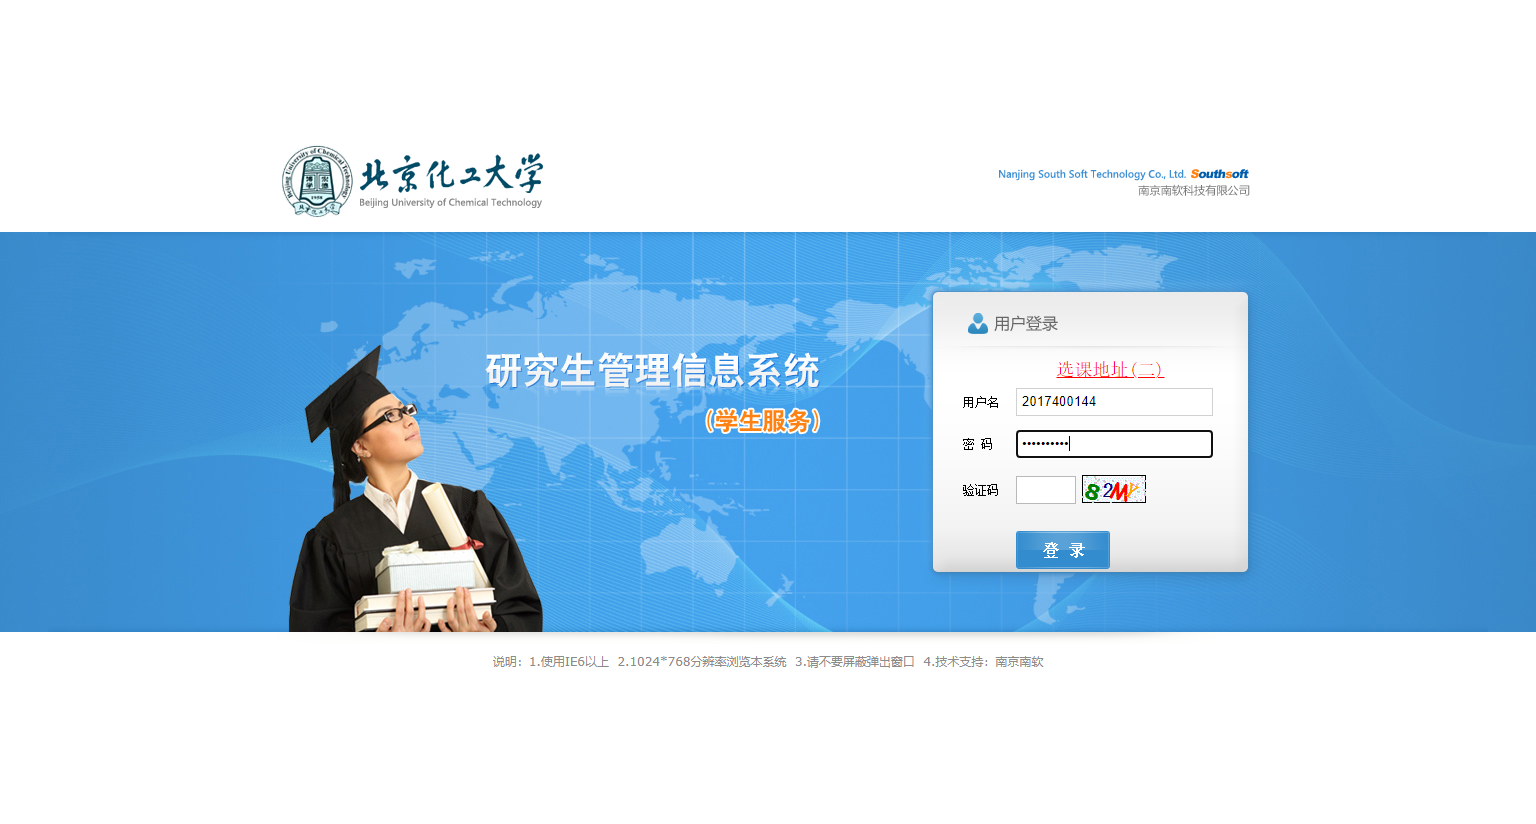 北京化工大学
Beijing University of Chemical Technology
Nanjing South Soft Technology Co., Ltd. Southsoft
南京南软科技有限公司
研究生管理信息系统
（学生服务）
用户登录
选课地址(二)
用户名 2017400144
密 码 ••••••••••
验证码 82MY
登 录
说明：1.使用IE6以上 2.1024*768分辨率浏览本系统 3.请不要屏蔽弹出窗口 4.技术支持：南京南软